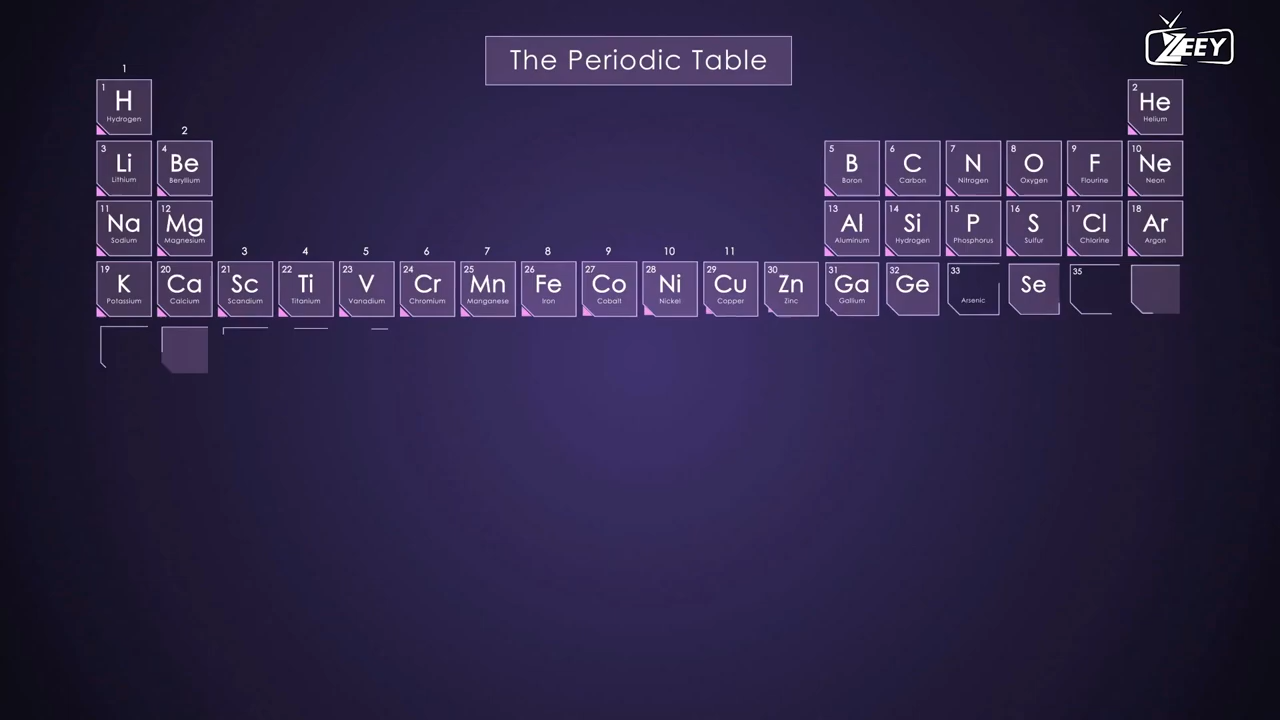 ZEEY
The Periodic Table
1
1 H Hydrogen
2 He Helium
2
3 Li Lithium
4 Be Beryllium
5 B Boron
6 C Carbon
7 N Nitrogen
8 O Oxygen
9 F Flourine
10 Ne Neon
11 Na Sodium
12 Mg Magnesium
13 Al Aluminum
14 Si Hydrogen
15 P Phosphorus
16 S Sulfur
17 Cl Chlorine
18 Ar Argon
3 4 5 6 7 8 9 10 11
19 K Potassium
20 Ca Calcium
21 Sc Scandium
22 Ti Titanium
23 V Vanadium
24 Cr Chromium
25 Mn Manganese
26 Fe Iron
27 Co Cobalt
28 Ni Nickel
29 Cu Copper
30 Zn Zinc
31 Ga Gallium
32 Ge
33 Arsenic
Se
35